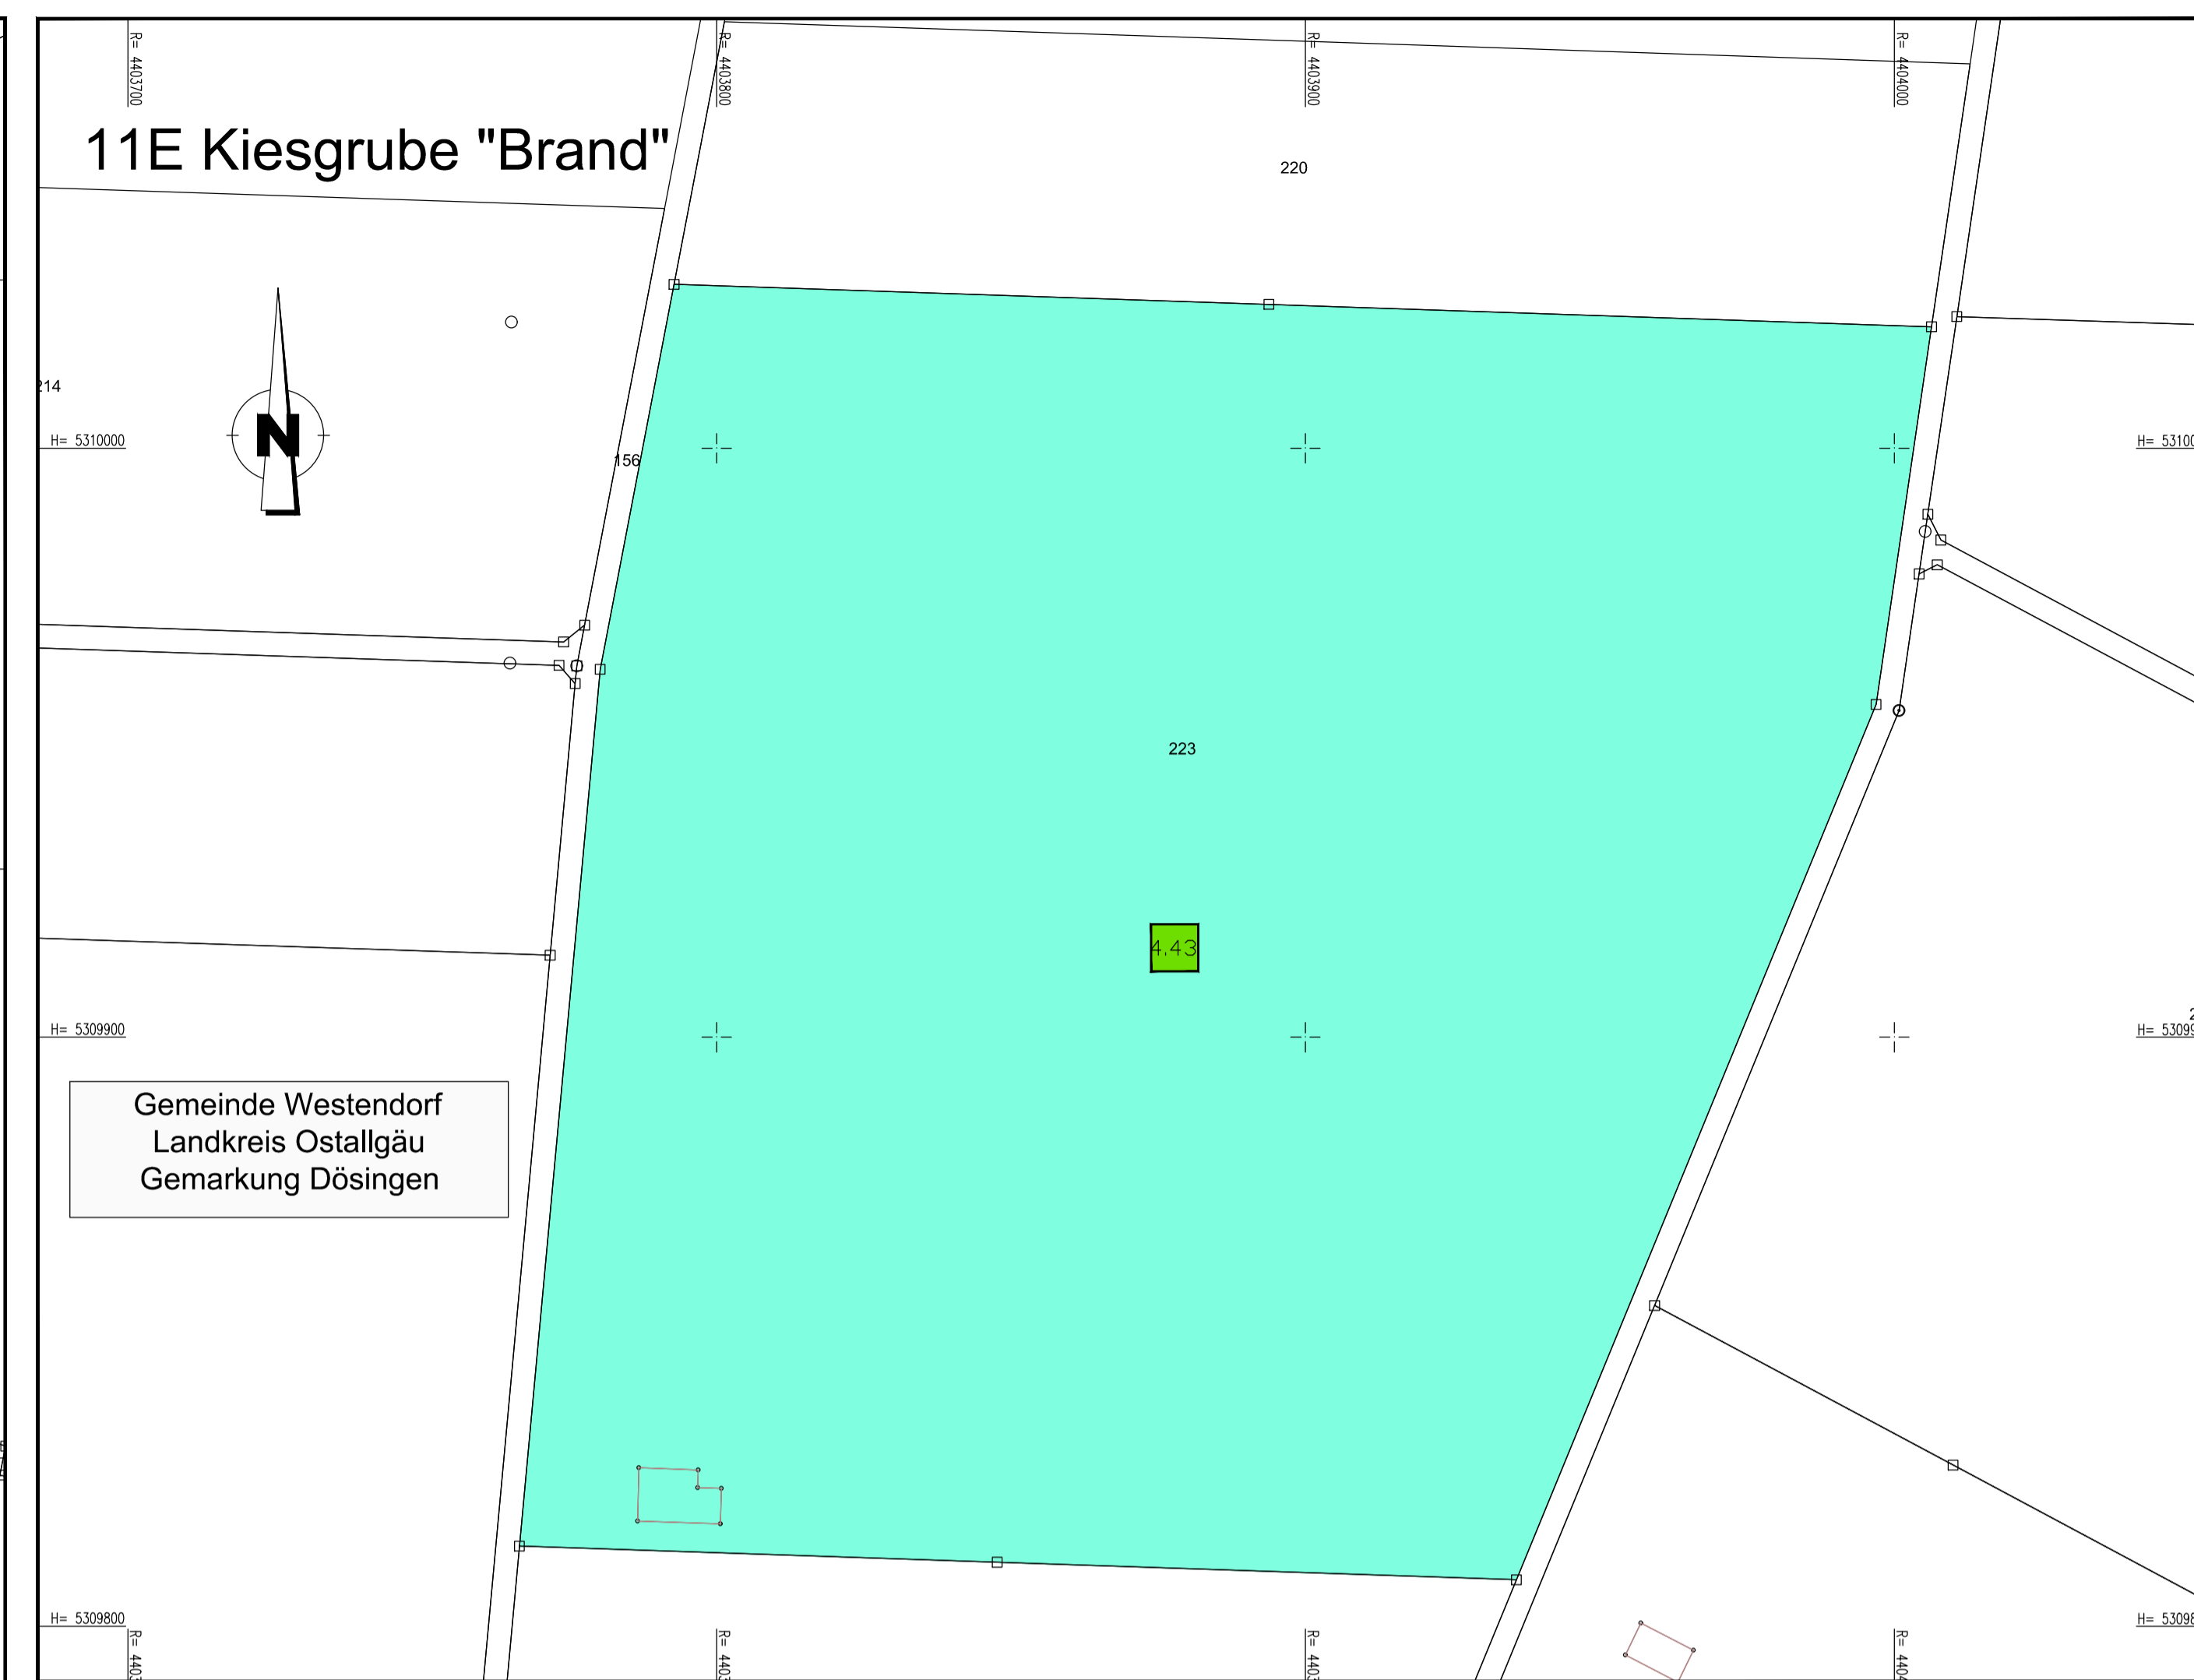 R= 4403700
R= 4403800
R= 4403900
R= 4404000
11E Kiesgrube "Brand"
220
214
N
H= 5310000
156
223
4.43
H= 5309900
Gemeinde Westendorf
Landkreis Ostallgäu
Gemarkung Dösingen
H= 5309800